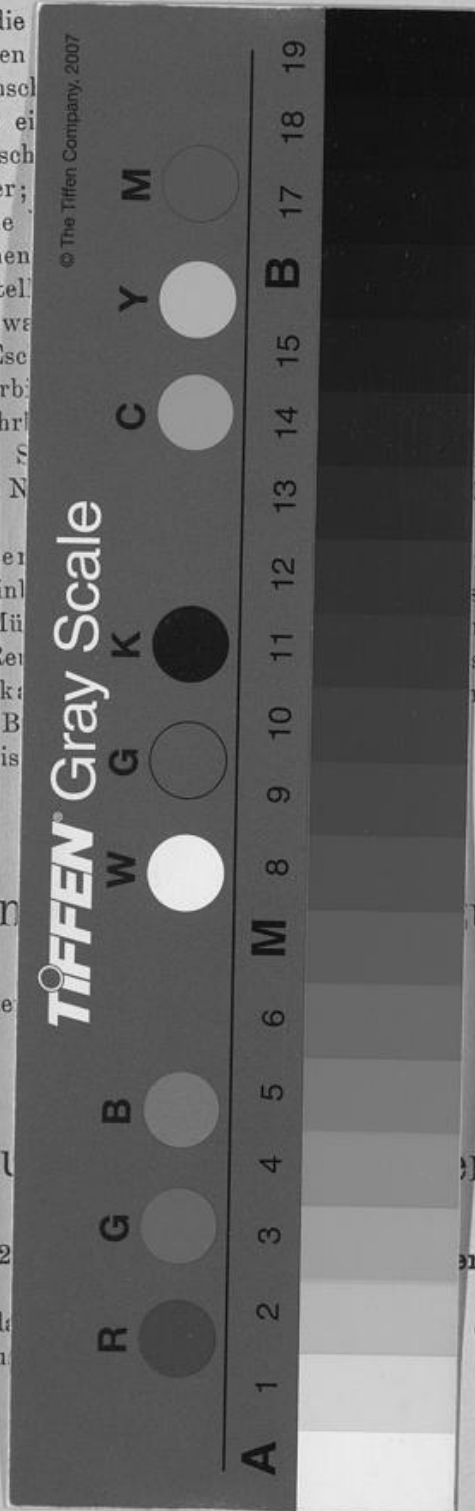 TIFFEN® Gray Scale
© The Tiffen Company, 2007
R G B W G K C Y M
A 1 2 3 4 5 6 M 8 9 10 11 12 13 14 15 B 17 18 19